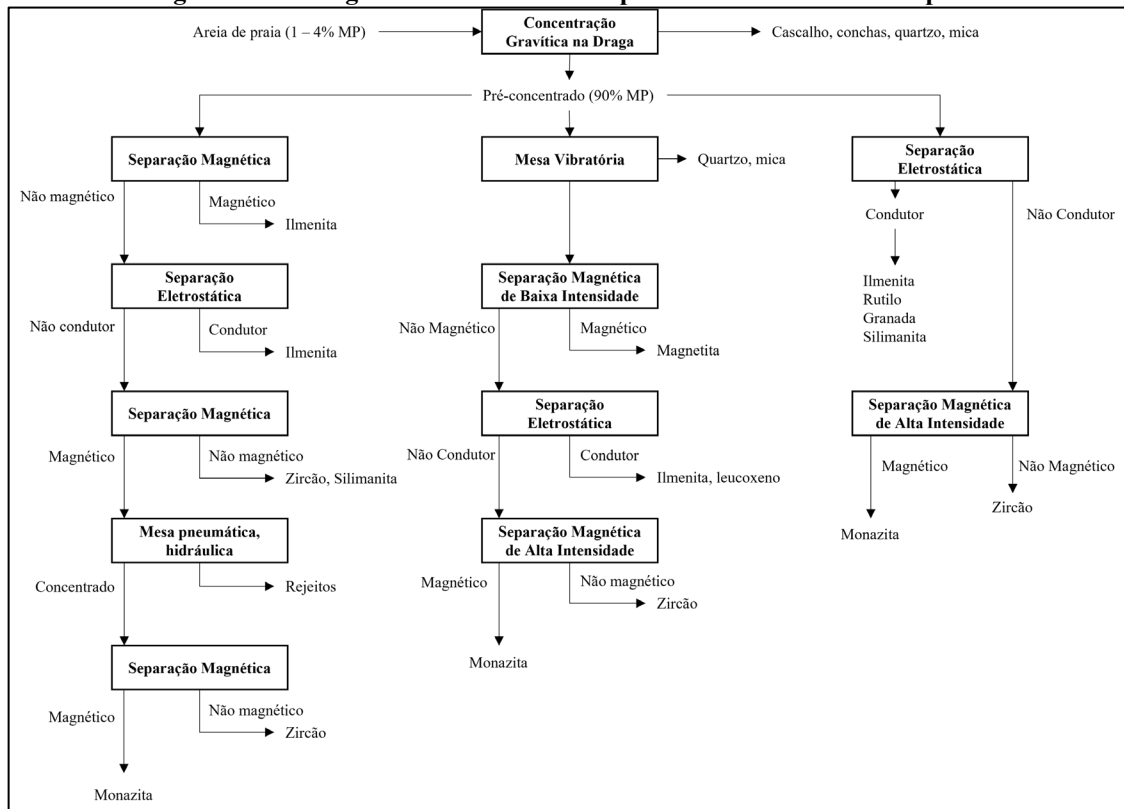 Areia de praia (1 – 4% MP)
Concentração
Gravítica na Draga
Cascalho, conchas, quartzo, mica
Pré-concentrado (90% MP)
Separação Magnética
Não magnético
Magnético
Ilmenita
Separação
Eletrostática
Não condutor
Condutor
Ilmenita
Separação Magnética
Magnético
Não magnético
Zircão, Silimanita
Mesa pneumática,
hidráulica
Concentrado
Rejeitos
Separação Magnética
Magnético
Não magnético
Zircão
Monazita
Mesa Vibratória
Quartzo, mica
Separação Magnética
de Baixa Intensidade
Não Magnético
Magnético
Magnetita
Separação
Eletrostática
Não Condutor
Condutor
Ilmenita, leucoxeno
Separação Magnética
de Alta Intensidade
Magnético
Não magnético
Zircão
Monazita
Separação
Eletrostática
Condutor
Não Condutor
Ilmenita
Rutilo
Granada
Silimanita
Separação Magnética
de Alta Intensidade
Magnético
Não Magnético
Zircão
Monazita